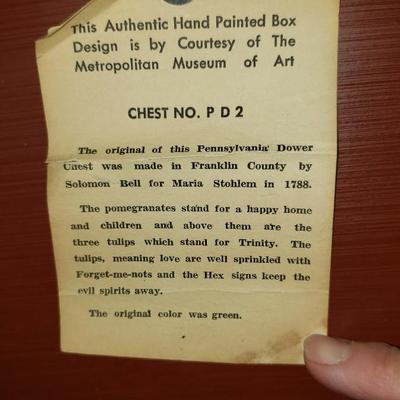 This Authentic Hand Painted Box
Design is by Courtesy of The
Metropolitan Museum of Art
CHEST NO. P D 2
The original of this Pennsylvania Dower
Chest was made in Franklin County by
Solomon Bell for Maria Stohlem in 1788.
The pomegranates stand for a happy home
and children and above them are the
three tulips which stand for Trinity. The
tulips, meaning love are well sprinkled with
Forget-me-nots and the Hex signs keep the
evil spirits away.
The original color was green.